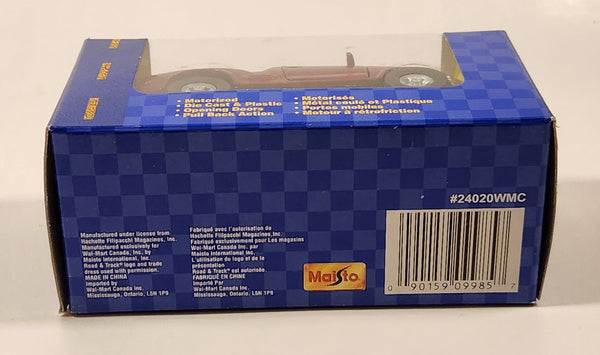 • Motorized
• Die Cast & Plastic
• Opening Doors
• Pull Back Action
• Motorisés
• Métal coulé et Plastique
• Portes mobiles
• Moteur à rétrofriction
#24020WMC
Manufactured under license from
Hachette Filipacchi Magazines, Inc.
Manufactured exclusively for
Wal-Mart Canada, Inc. by
Maisto International, Inc.
Road & Track® logo and trade
dress used with permission.
MADE IN CHINA
Imported by
Wal-Mart Canada Inc.
Mississauga, Ontario, L5N 1P9
Fabriqué avec l'autorisation de
Hachette Filipacchi Magazines, Inc.
Fabriqué exclusivement pour Les magasins
Wal-Mart Canada Inc. par
Maisto International Inc.
L'utilisation du logo et de la
présentation
Road & Track® est autorisée.
FABRIQUÉ EN CHINE
Importé Par
Wal-Mart Canada Inc.
Mississauga, Ontario, L5N 1P9
Maisto
0 90159 09985 7